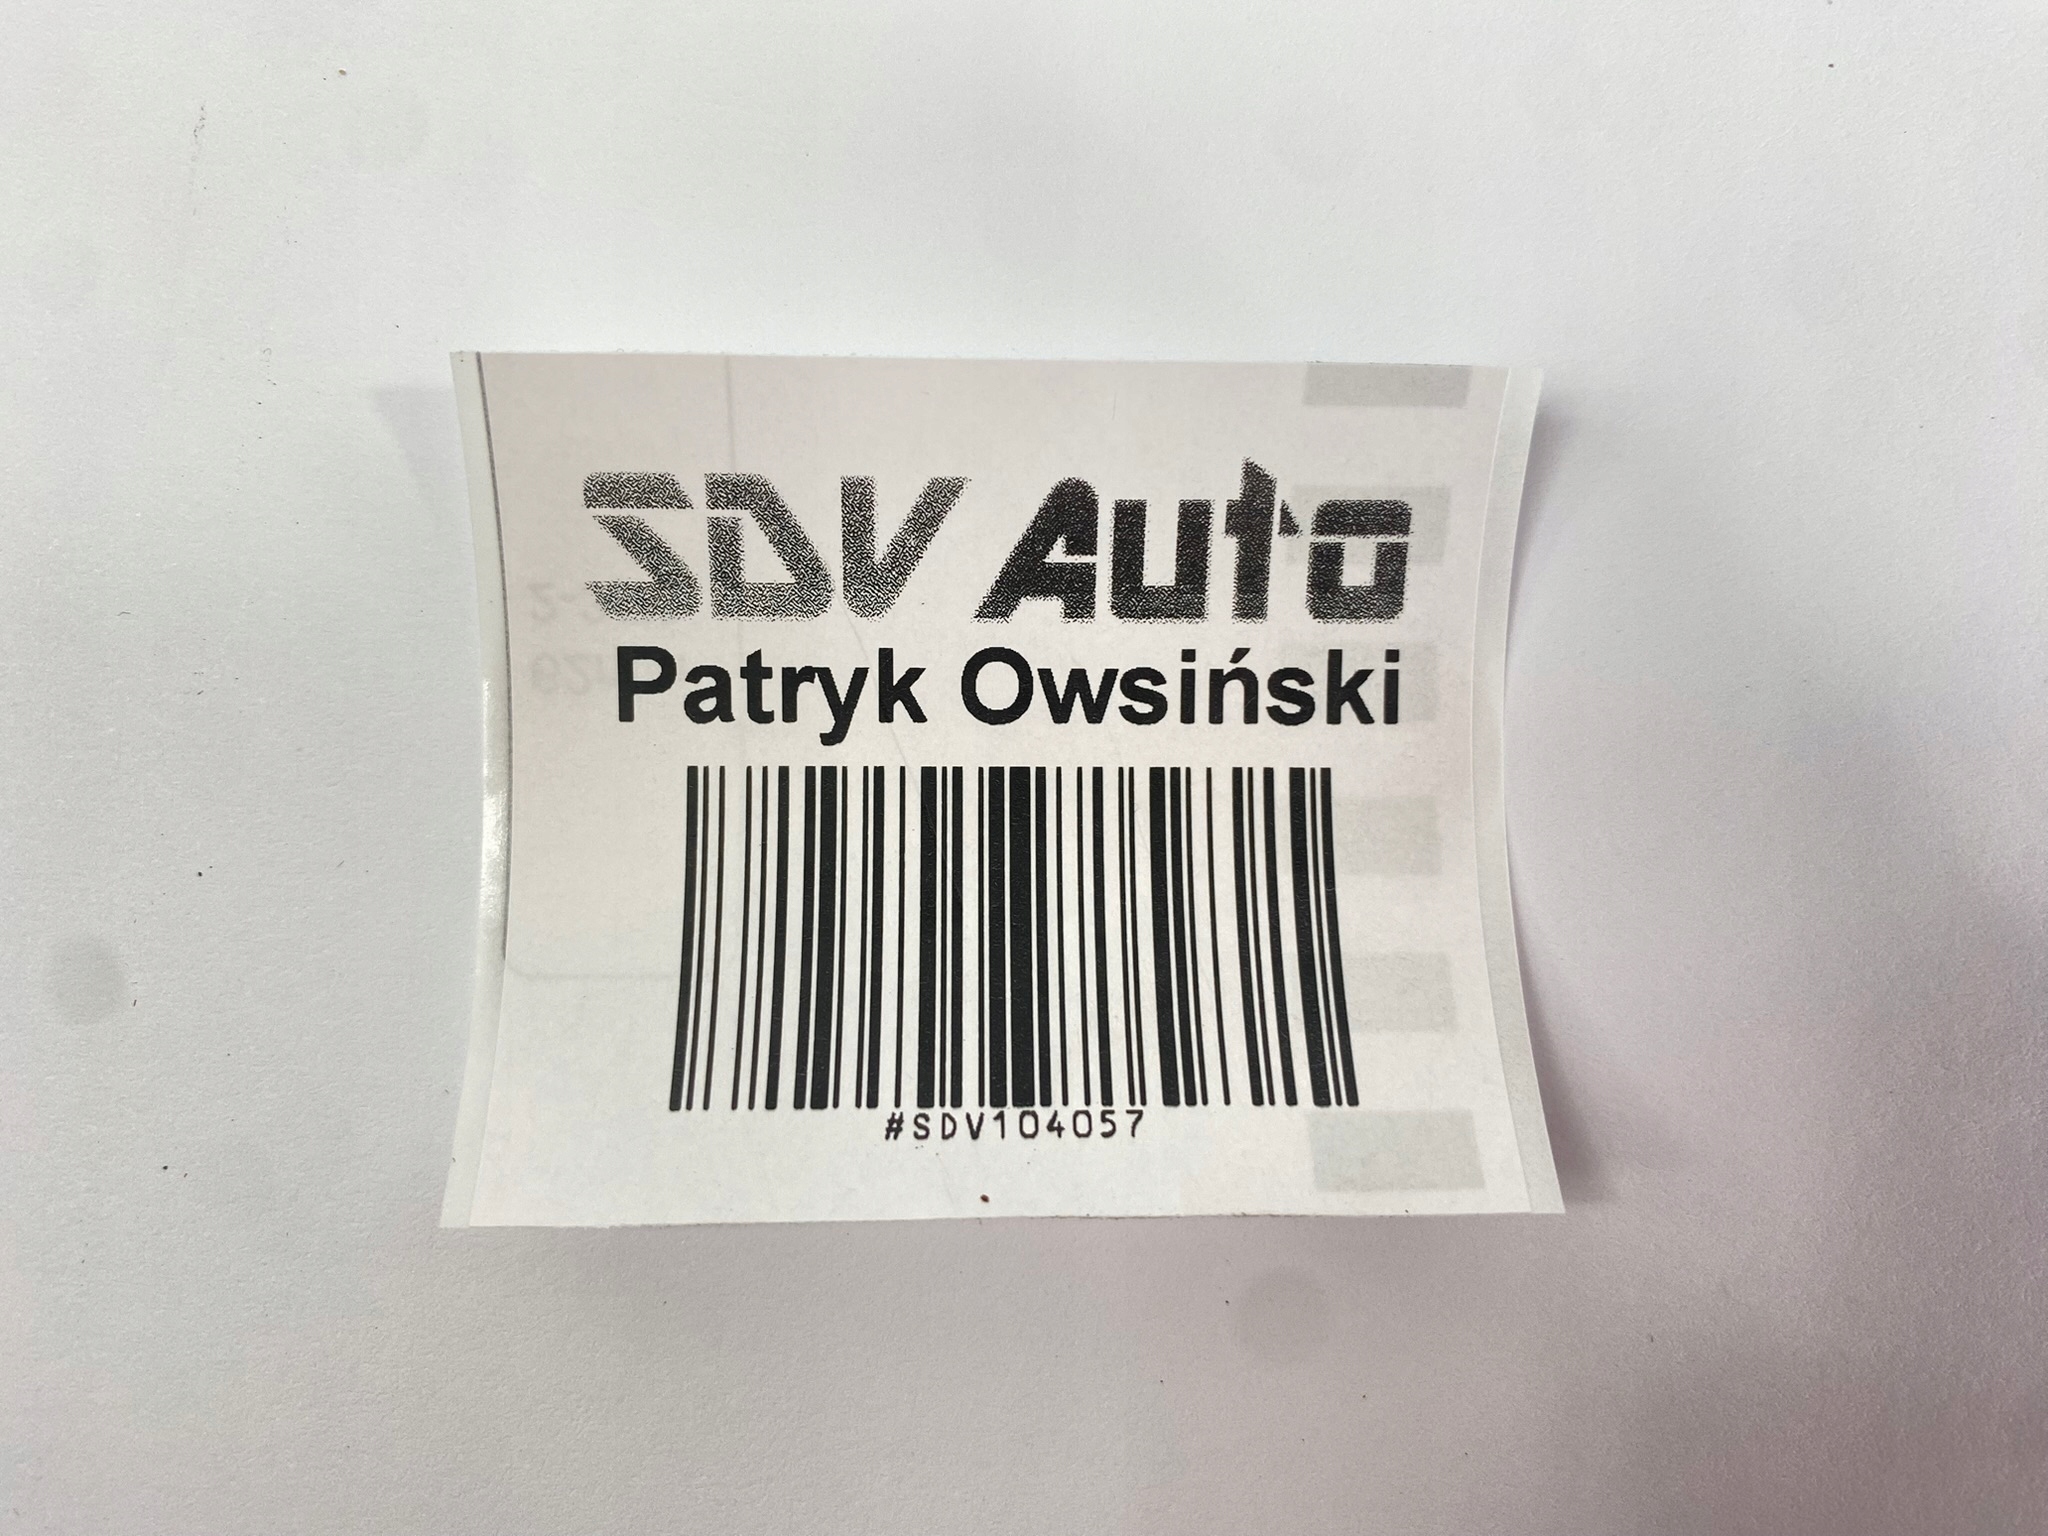 SDV Auto
Patryk Owsiński
#SDV104057